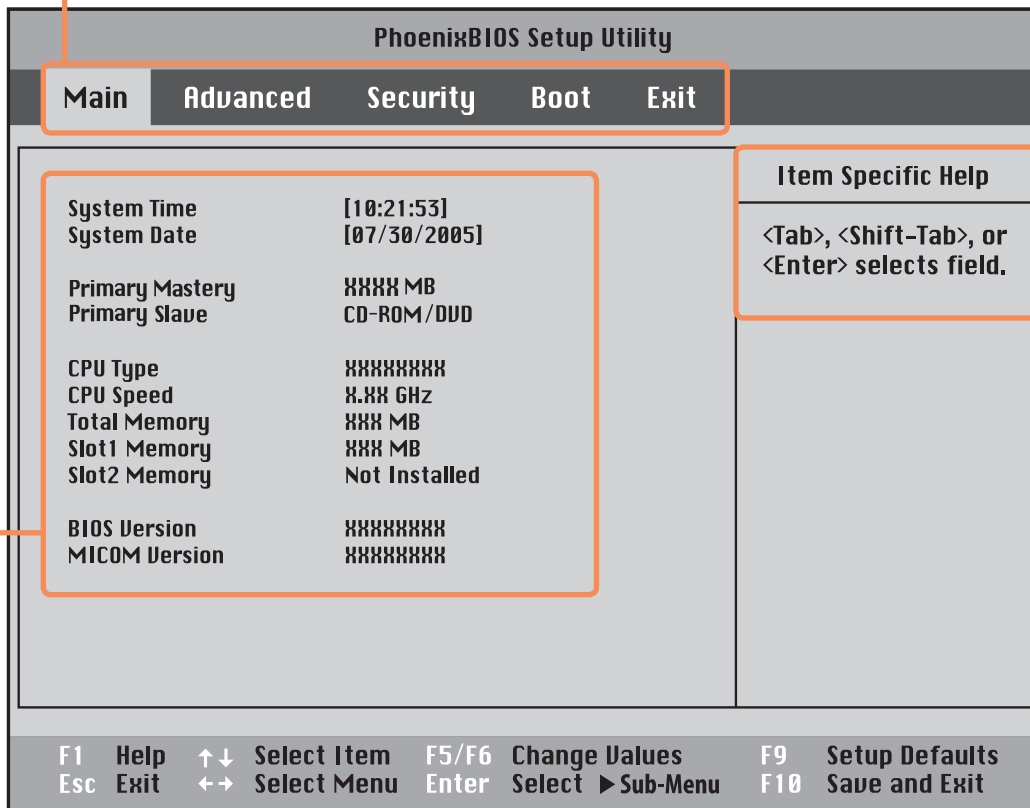 PhoenixBIOS Setup Utility
Main Advanced Security Boot Exit
System Time [10:21:53]
System Date [07/30/2005]
Primary Mastery XXXX MB
Primary Slave CD-ROM/DVD
CPU Type XXXXXXXX
CPU Speed X.XX GHz
Total Memory XXX MB
Slot1 Memory XXX MB
Slot2 Memory Not Installed
BIOS Version XXXXXXXX
MICOM Version XXXXXXXX
Item Specific Help
<Tab>, <Shift-Tab>, or
<Enter> selects field.
F1 Help ↑↓ Select Item F5/F6 Change Values F9 Setup Defaults
Esc Exit ←→ Select Menu Enter Select ▶Sub-Menu F10 Save and Exit